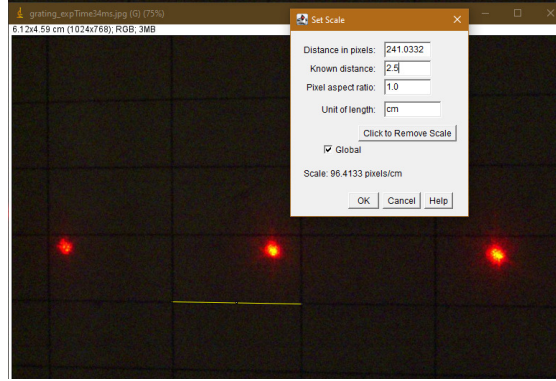 grating_expTime34ms.jpg (G) (75%)
6.12x4.59 cm (1024x768); RGB; 3MB
Set Scale
Distance in pixels: 241.0332
Known distance: 2.5
Pixel aspect ratio: 1.0
Unit of length: cm
Click to Remove Scale
Global
Scale: 96.4133 pixels/cm
OK Cancel Help